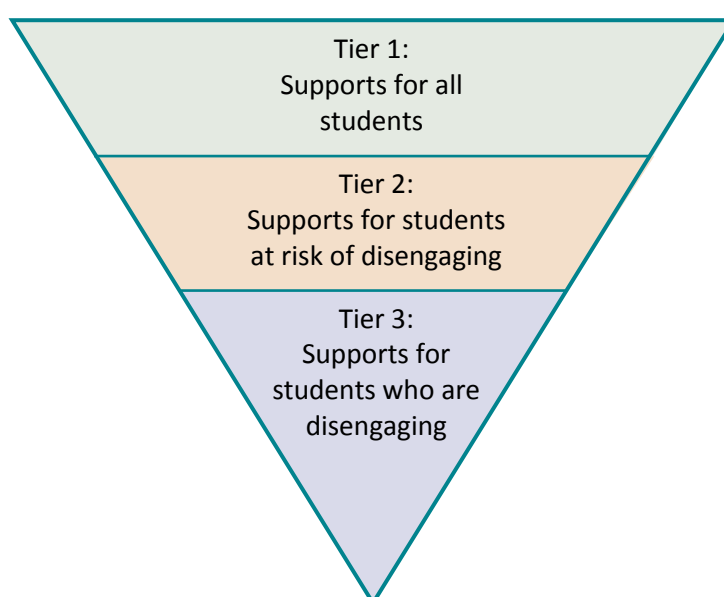 Tier 1:
Supports for all
students
Tier 2:
Supports for students
at risk of disengaging
Tier 3:
Supports for
students who are
disengaging